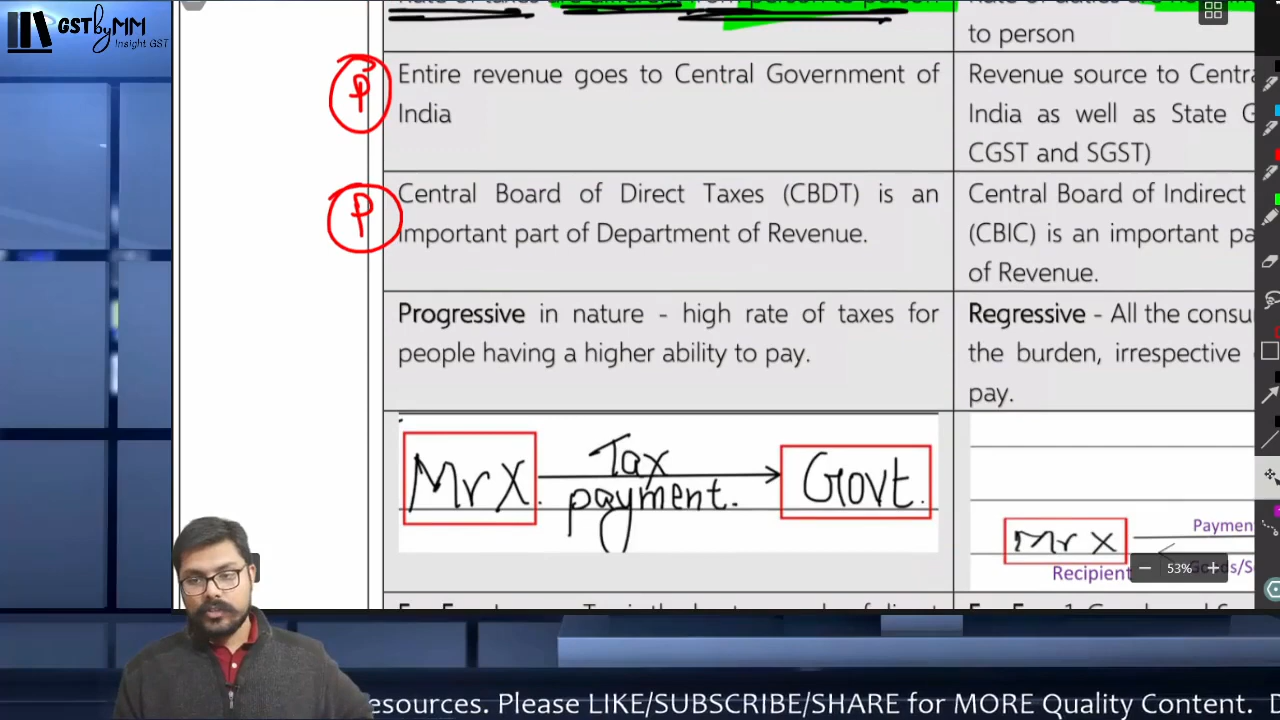 GSTbyMM
Insight GST
to person
P
Entire revenue goes to Central Government of
India
Revenue source to Centra
India as well as State G
CGST and SGST)
P
Central Board of Direct Taxes (CBDT) is an
Important part of Department of Revenue.
Central Board of Indirect
(CBIC) is an important pa
of Revenue.
Progressive in nature - high rate of taxes for
people having a higher ability to pay.
Regressive - All the consu
the burden, irrespective
pay.
Mr X. Tax payment. Govt.
Mr X
Recipient
Paymen
53%
esources. Please LIKE/SUBSCRIBE/SHARE for MORE Quality Content. D